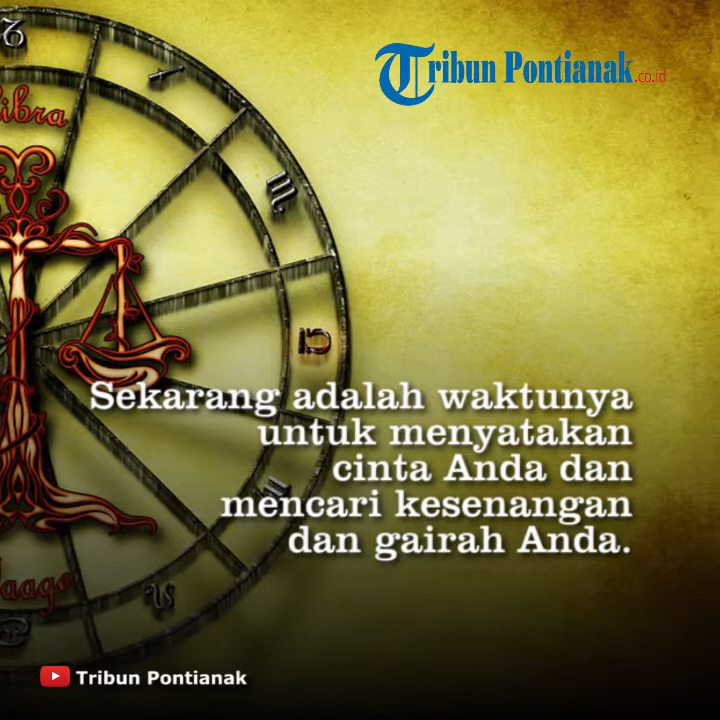 Tribun Pontianak.co.id
Libra
Sekarang adalah waktunya
untuk menyatakan
cinta Anda dan
mencari kesenangan
dan gairah Anda.
Waage
Tribun Pontianak